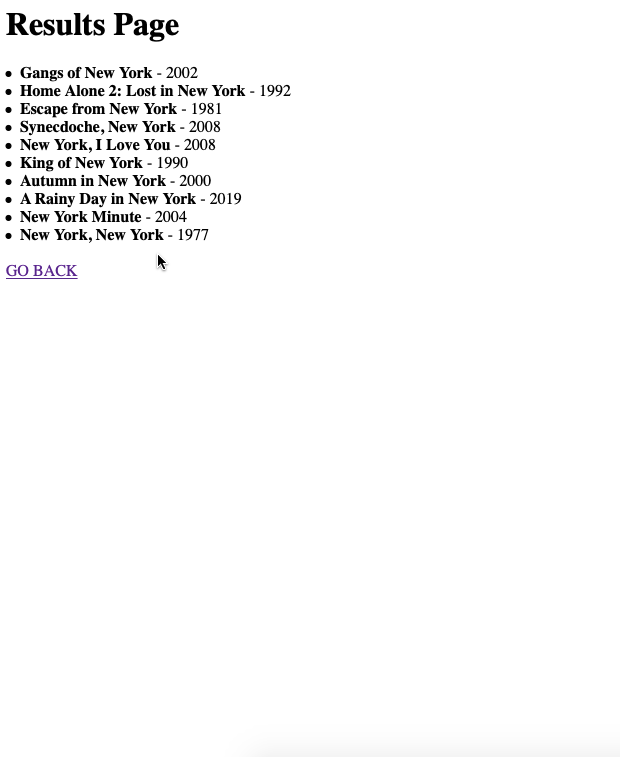 Results Page
Gangs of New York - 2002
Home Alone 2: Lost in New York - 1992
Escape from New York - 1981
Synecdoche, New York - 2008
New York, I Love You - 2008
King of New York - 1990
Autumn in New York - 2000
A Rainy Day in New York - 2019
New York Minute - 2004
New York, New York - 1977
GO BACK